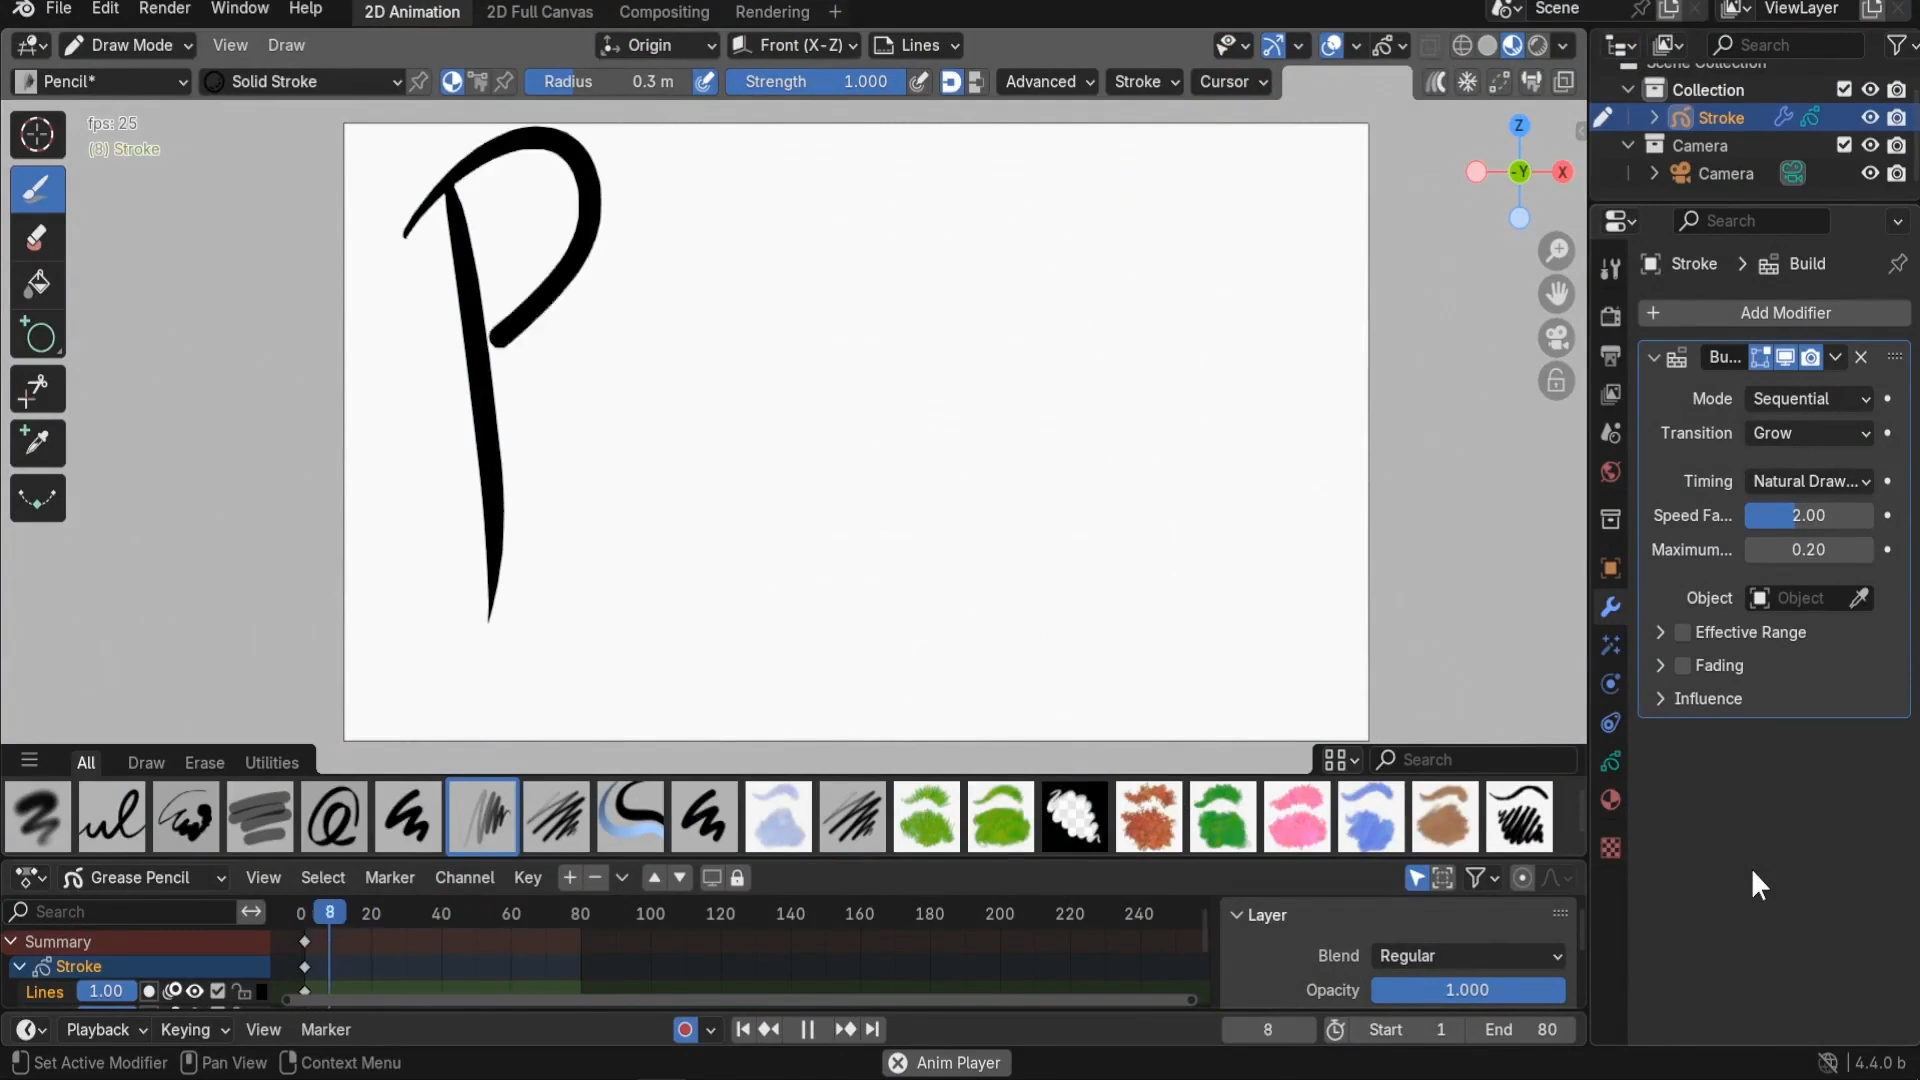 File Edit Render Window Help 2D Animation 2D Full Canvas Compositing Rendering + Scene ViewLayer
Draw Mode View Draw Origin Front (X-Z) Lines Search
Pencil* Solid Stroke Radius 0.3 m Strength 1.000 Advanced Stroke Cursor
Scene Collection
Collection
Stroke
Camera
Camera
fps: 25
(8) Stroke
Z
-Y X
P
Search
Stroke > Build
+ Add Modifier
Bu...
Mode Sequential
Transition Grow
Timing Natural Draw...
Speed Fa... 2.00
Maximum... 0.20
Object Object
Effective Range
Fading
Influence
All Draw Erase Utilities Search
Grease Pencil View Select Marker Channel Key
Search 0 8 20 40 60 80 100 120 140 160 180 200 220 240
Layer
Summary
Stroke
Blend Regular
Lines 1.00
Opacity 1.000
Playback Keying View Marker 8 Start 1 End 80
Set Active Modifier Pan View Context Menu Anim Player 4.4.0 b